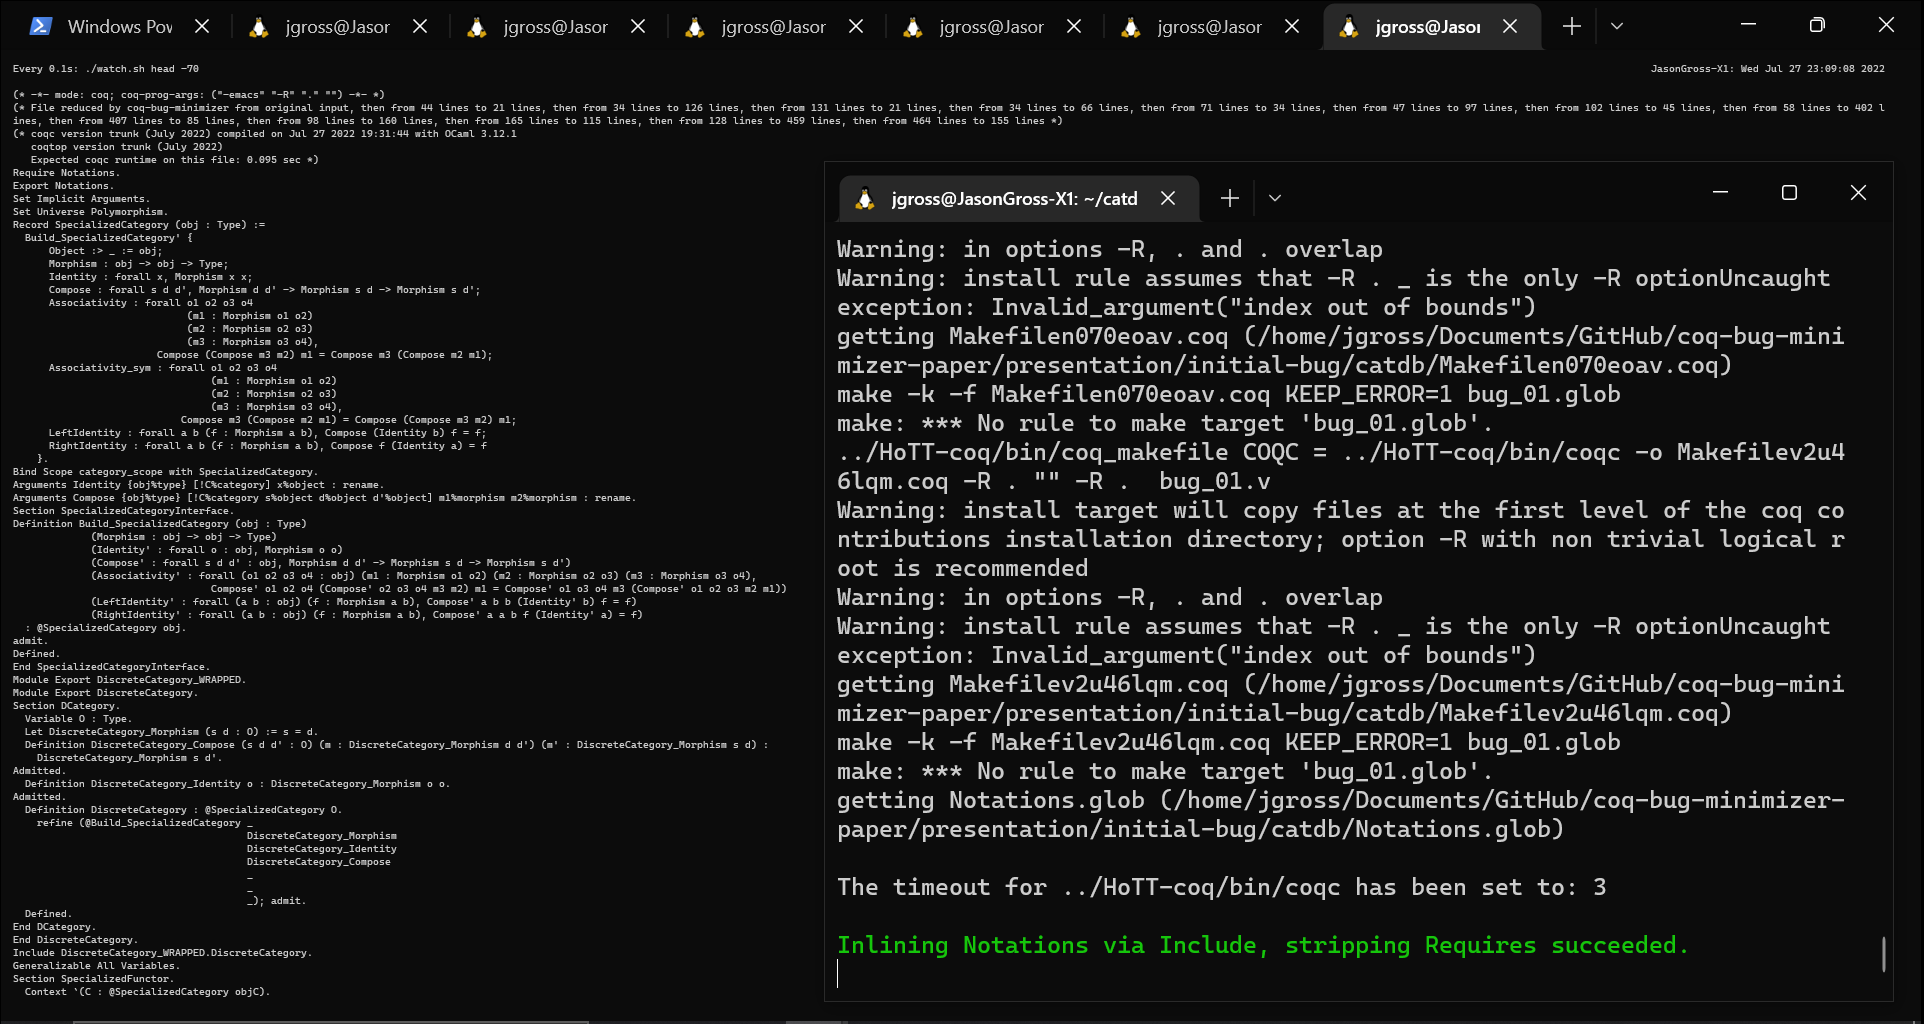 Windows Pow
jgross@Jason
jgross@Jason
jgross@Jason
jgross@Jason
jgross@Jason
jgross@Jason
Every 0.1s: ./watch.sh head -70
JasonGross-X1: Wed Jul 27 23:09:08 2022
(* -*- mode: coq; coq-prog-args: ("-emacs" "-R" "." "") -*- *)
(* File reduced by coq-bug-minimizer from original input, then from 44 lines to 21 lines, then from 34 lines to 126 lines, then from 131 lines to 21 lines, then from 34 lines to 66 lines, then from 71 lines to 34 lines, then from 47 lines to 97 lines, then from 102 lines to 45 lines, then from 58 lines to 402 l
ines, then from 407 lines to 85 lines, then from 98 lines to 160 lines, then from 165 lines to 115 lines, then from 128 lines to 459 lines, then from 464 lines to 155 lines *)
(* coqc version trunk (July 2022) compiled on Jul 27 2022 19:31:44 with OCaml 3.12.1
   coqtop version trunk (July 2022)
   Expected coqc runtime on this file: 0.095 sec *)
Require Notations.
Export Notations.
Set Implicit Arguments.
Set Universe Polymorphism.
Record SpecializedCategory (obj : Type) :=
  Build_SpecializedCategory' {
      Object :> _ := obj;
      Morphism : obj -> obj -> Type;
      Identity : forall x, Morphism x x;
      Compose : forall s d d', Morphism d d' -> Morphism s d -> Morphism s d';
      Associativity : forall o1 o2 o3 o4
                             (m1 : Morphism o1 o2)
                             (m2 : Morphism o2 o3)
                             (m3 : Morphism o3 o4),
                        Compose (Compose m3 m2) m1 = Compose m3 (Compose m2 m1);
      Associativity_sym : forall o1 o2 o3 o4
                                 (m1 : Morphism o1 o2)
                                 (m2 : Morphism o2 o3)
                                 (m3 : Morphism o3 o4),
                            Compose m3 (Compose m2 m1) = Compose (Compose m3 m2) m1;
      LeftIdentity : forall a b (f : Morphism a b), Compose (Identity b) f = f;
      RightIdentity : forall a b (f : Morphism a b), Compose f (Identity a) = f
    }.
Bind Scope category_scope with SpecializedCategory.
Arguments Identity {obj%type} [!C%category] x%object : rename.
Arguments Compose {obj%type} [!C%category s%object d%object d'%object] m1%morphism m2%morphism : rename.
Section SpecializedCategoryInterface.
Definition Build_SpecializedCategory (obj : Type)
             (Morphism : obj -> obj -> Type)
             (Identity' : forall o : obj, Morphism o o)
             (Compose' : forall s d d' : obj, Morphism d d' -> Morphism s d -> Morphism s d')
             (Associativity' : forall (o1 o2 o3 o4 : obj) (m1 : Morphism o1 o2) (m2 : Morphism o2 o3) (m3 : Morphism o3 o4),
                                 Compose' o1 o2 o4 (Compose' o2 o3 o4 m3 m2) m1 = Compose' o1 o3 o4 m3 (Compose' o1 o2 o3 m2 m1))
             (LeftIdentity' : forall (a b : obj) (f : Morphism a b), Compose' a b b (Identity' b) f = f)
             (RightIdentity' : forall (a b : obj) (f : Morphism a b), Compose' a a b f (Identity' a) = f)
  : @SpecializedCategory obj.
admit.
Defined.
End SpecializedCategoryInterface.
Module Export DiscreteCategory_WRAPPED.
Module Export DiscreteCategory.
Section DCategory.
  Variable O : Type.
  Let DiscreteCategory_Morphism (s d : O) := s = d.
  Definition DiscreteCategory_Compose (s d d' : O) (m : DiscreteCategory_Morphism d d') (m' : DiscreteCategory_Morphism s d) :
    DiscreteCategory_Morphism s d'.
Admitted.
  Definition DiscreteCategory_Identity o : DiscreteCategory_Morphism o o.
Admitted.
  Definition DiscreteCategory : @SpecializedCategory O.
    refine (@Build_SpecializedCategory _
                                       DiscreteCategory_Morphism
                                       DiscreteCategory_Identity
                                       DiscreteCategory_Compose
                                       _
                                       _
                                       _); admit.
  Defined.
End DCategory.
End DiscreteCategory.
Include DiscreteCategory_WRAPPED.DiscreteCategory.
Generalizable All Variables.
Section SpecializedFunctor.
  Context `(C : @SpecializedCategory objC).
jgross@JasonGross-X1: ~/catd
Warning: in options -R, . and . overlap
Warning: install rule assumes that -R . _ is the only -R optionUncaught
exception: Invalid_argument("index out of bounds")
getting Makefilen070eoav.coq (/home/jgross/Documents/GitHub/coq-bug-mini
mizer-paper/presentation/initial-bug/catdb/Makefilen070eoav.coq)
make -k -f Makefilen070eoav.coq KEEP_ERROR=1 bug_01.glob
make: *** No rule to make target 'bug_01.glob'.
../HoTT-coq/bin/coq_makefile COQC = ../HoTT-coq/bin/coqc -o Makefilev2u4
6lqm.coq -R . "" -R .  bug_01.v
Warning: install target will copy files at the first level of the coq co
ntributions installation directory; option -R with non trivial logical r
oot is recommended
Warning: in options -R, . and . overlap
Warning: install rule assumes that -R . _ is the only -R optionUncaught
exception: Invalid_argument("index out of bounds")
getting Makefilev2u46lqm.coq (/home/jgross/Documents/GitHub/coq-bug-mini
mizer-paper/presentation/initial-bug/catdb/Makefilev2u46lqm.coq)
make -k -f Makefilev2u46lqm.coq KEEP_ERROR=1 bug_01.glob
make: *** No rule to make target 'bug_01.glob'.
getting Notations.glob (/home/jgross/Documents/GitHub/coq-bug-minimizer-
paper/presentation/initial-bug/catdb/Notations.glob)
The timeout for ../HoTT-coq/bin/coqc has been set to: 3
Inlining Notations via Include, stripping Requires succeeded.